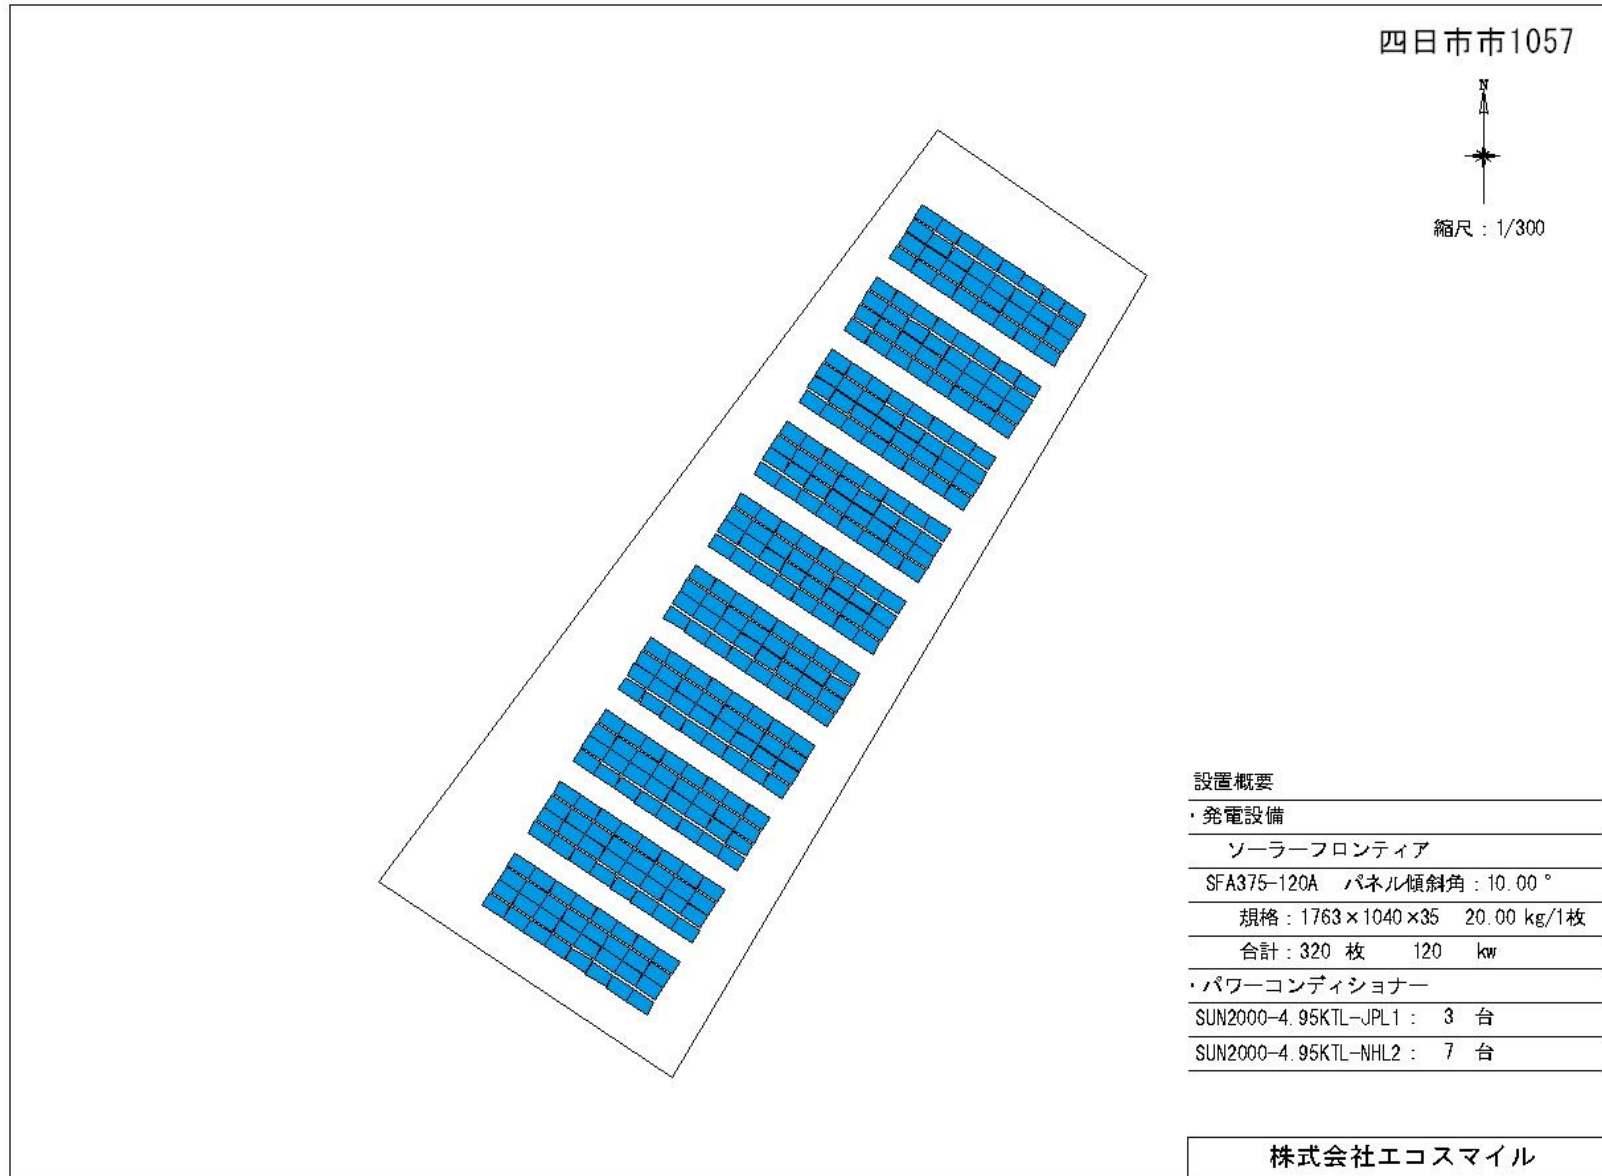 四日市市1057
N
縮尺：1/300
設置概要
・発電設備
ソーラーフロンティア
SFA375-120A パネル傾斜角：10.00°
規格：1763×1040×35 20.00 kg/1枚
合計：320 枚 120 kw
・パワーコンディショナー
SUN2000-4.95KTL-JPL1： 3 台
SUN2000-4.95KTL-NHL2： 7 台
株式会社エコスマイル